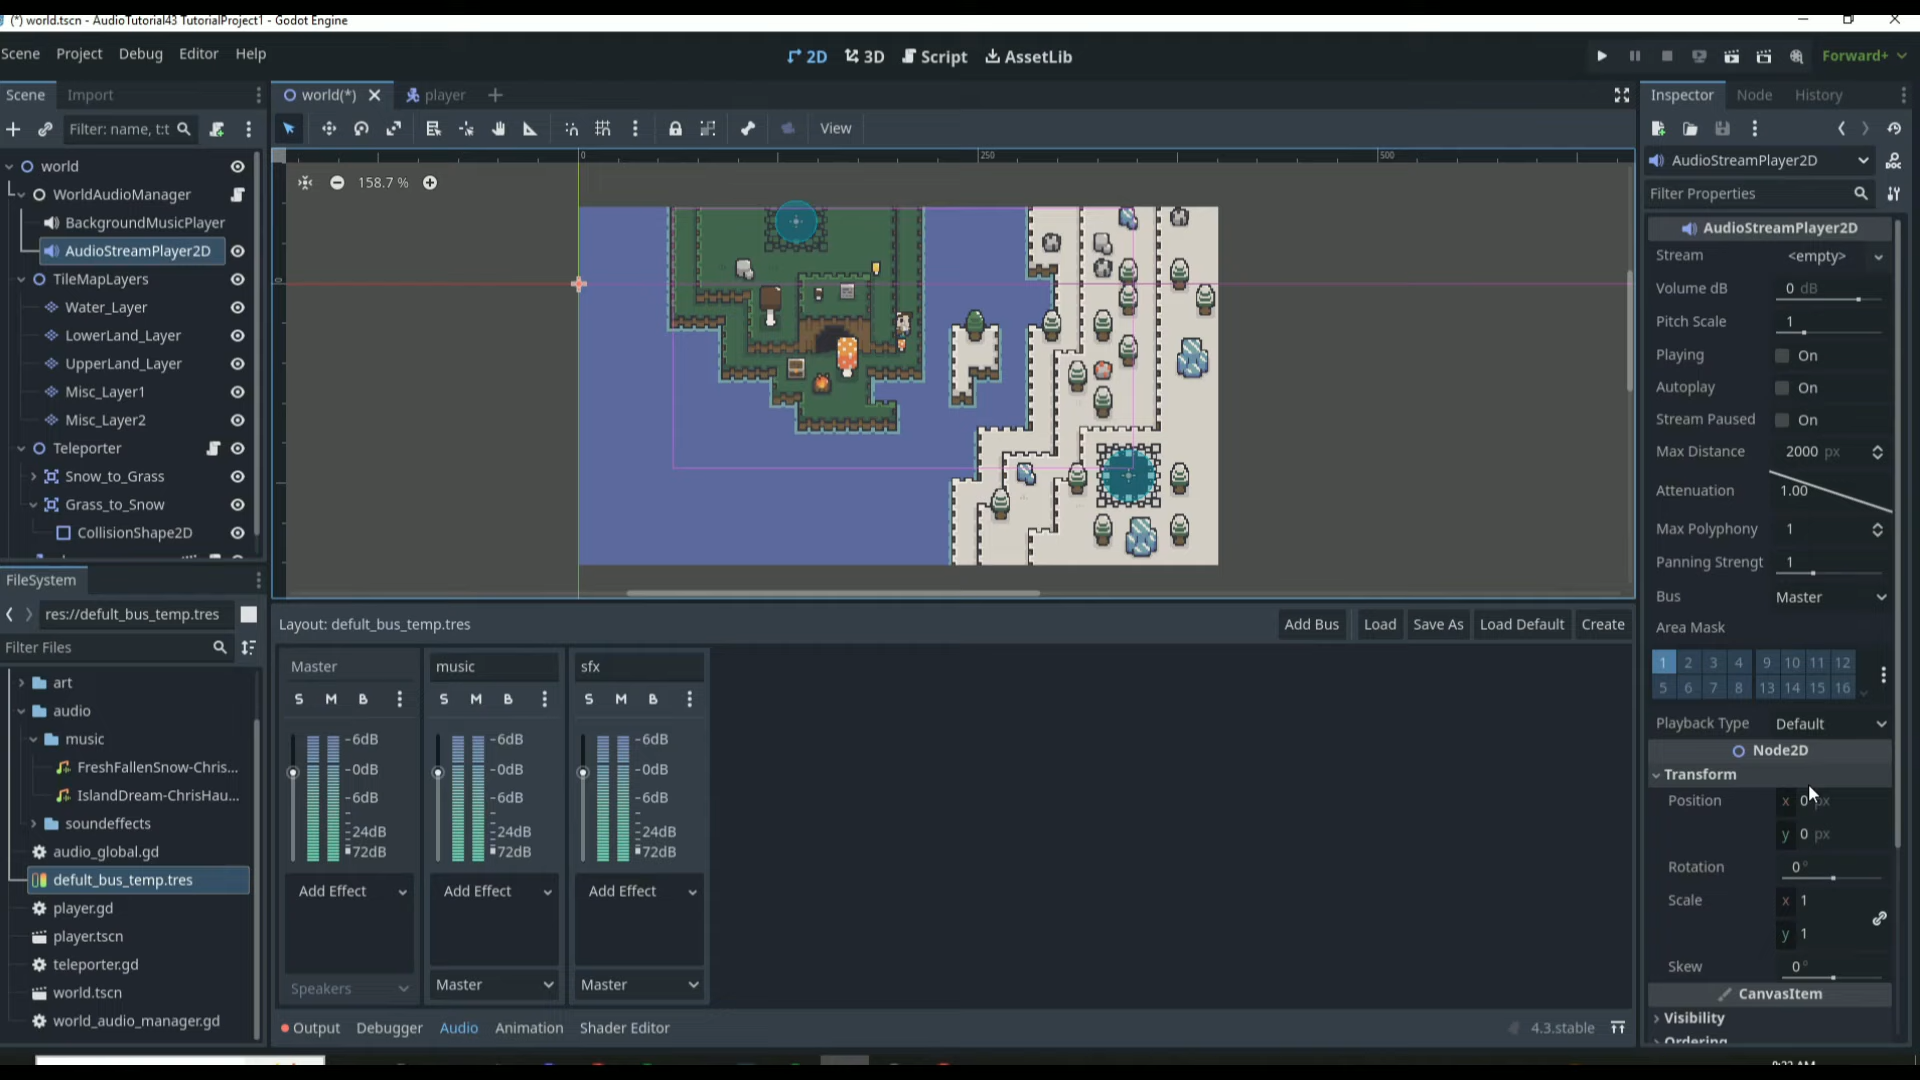 (*) world.tscn - AudioTutorial43 TutorialProject1 - Godot Engine
Scene Project Debug Editor Help
2D 3D Script AssetLib
Forward+
Scene Import
world(*) player
Inspector Node History
Filter: name, t:t
View
AudioStreamPlayer2D
Filter Properties
0 250 500
158.7 %
world
WorldAudioManager
BackgroundMusicPlayer
AudioStreamPlayer2D
TileMapLayers
Water_Layer
LowerLand_Layer
UpperLand_Layer
Misc_Layer1
Misc_Layer2
Teleporter
Snow_to_Grass
Grass_to_Snow
CollisionShape2D
FileSystem
res://defult_bus_temp.tres
Filter Files
art
audio
music
FreshFallenSnow-Chris...
IslandDream-ChrisHau...
soundeffects
audio_global.gd
defult_bus_temp.tres
player.gd
player.tscn
teleporter.gd
world.tscn
world_audio_manager.gd
Layout: defult_bus_temp.tres
Add Bus Load Save As Load Default Create
Master music sfx
S M B S M B S M B
-6dB -6dB -6dB
-0dB -0dB -0dB
-6dB -6dB -6dB
-24dB -24dB -24dB
-72dB -72dB -72dB
Add Effect Add Effect Add Effect
Speakers Master Master
Output Debugger Audio Animation Shader Editor
4.3.stable
AudioStreamPlayer2D
Stream <empty>
Volume dB 0 dB
Pitch Scale 1
Playing On
Autoplay On
Stream Paused On
Max Distance 2000 px
Attenuation 1.00
Max Polyphony 1
Panning Strengt 1
Bus Master
Area Mask
1 2 3 4 9 10 11 12
5 6 7 8 13 14 15 16
Playback Type Default
Node2D
Transform
Position x 0 px
y 0 px
Rotation 0 °
Scale x 1
y 1
Skew 0 °
CanvasItem
Visibility
Ordering